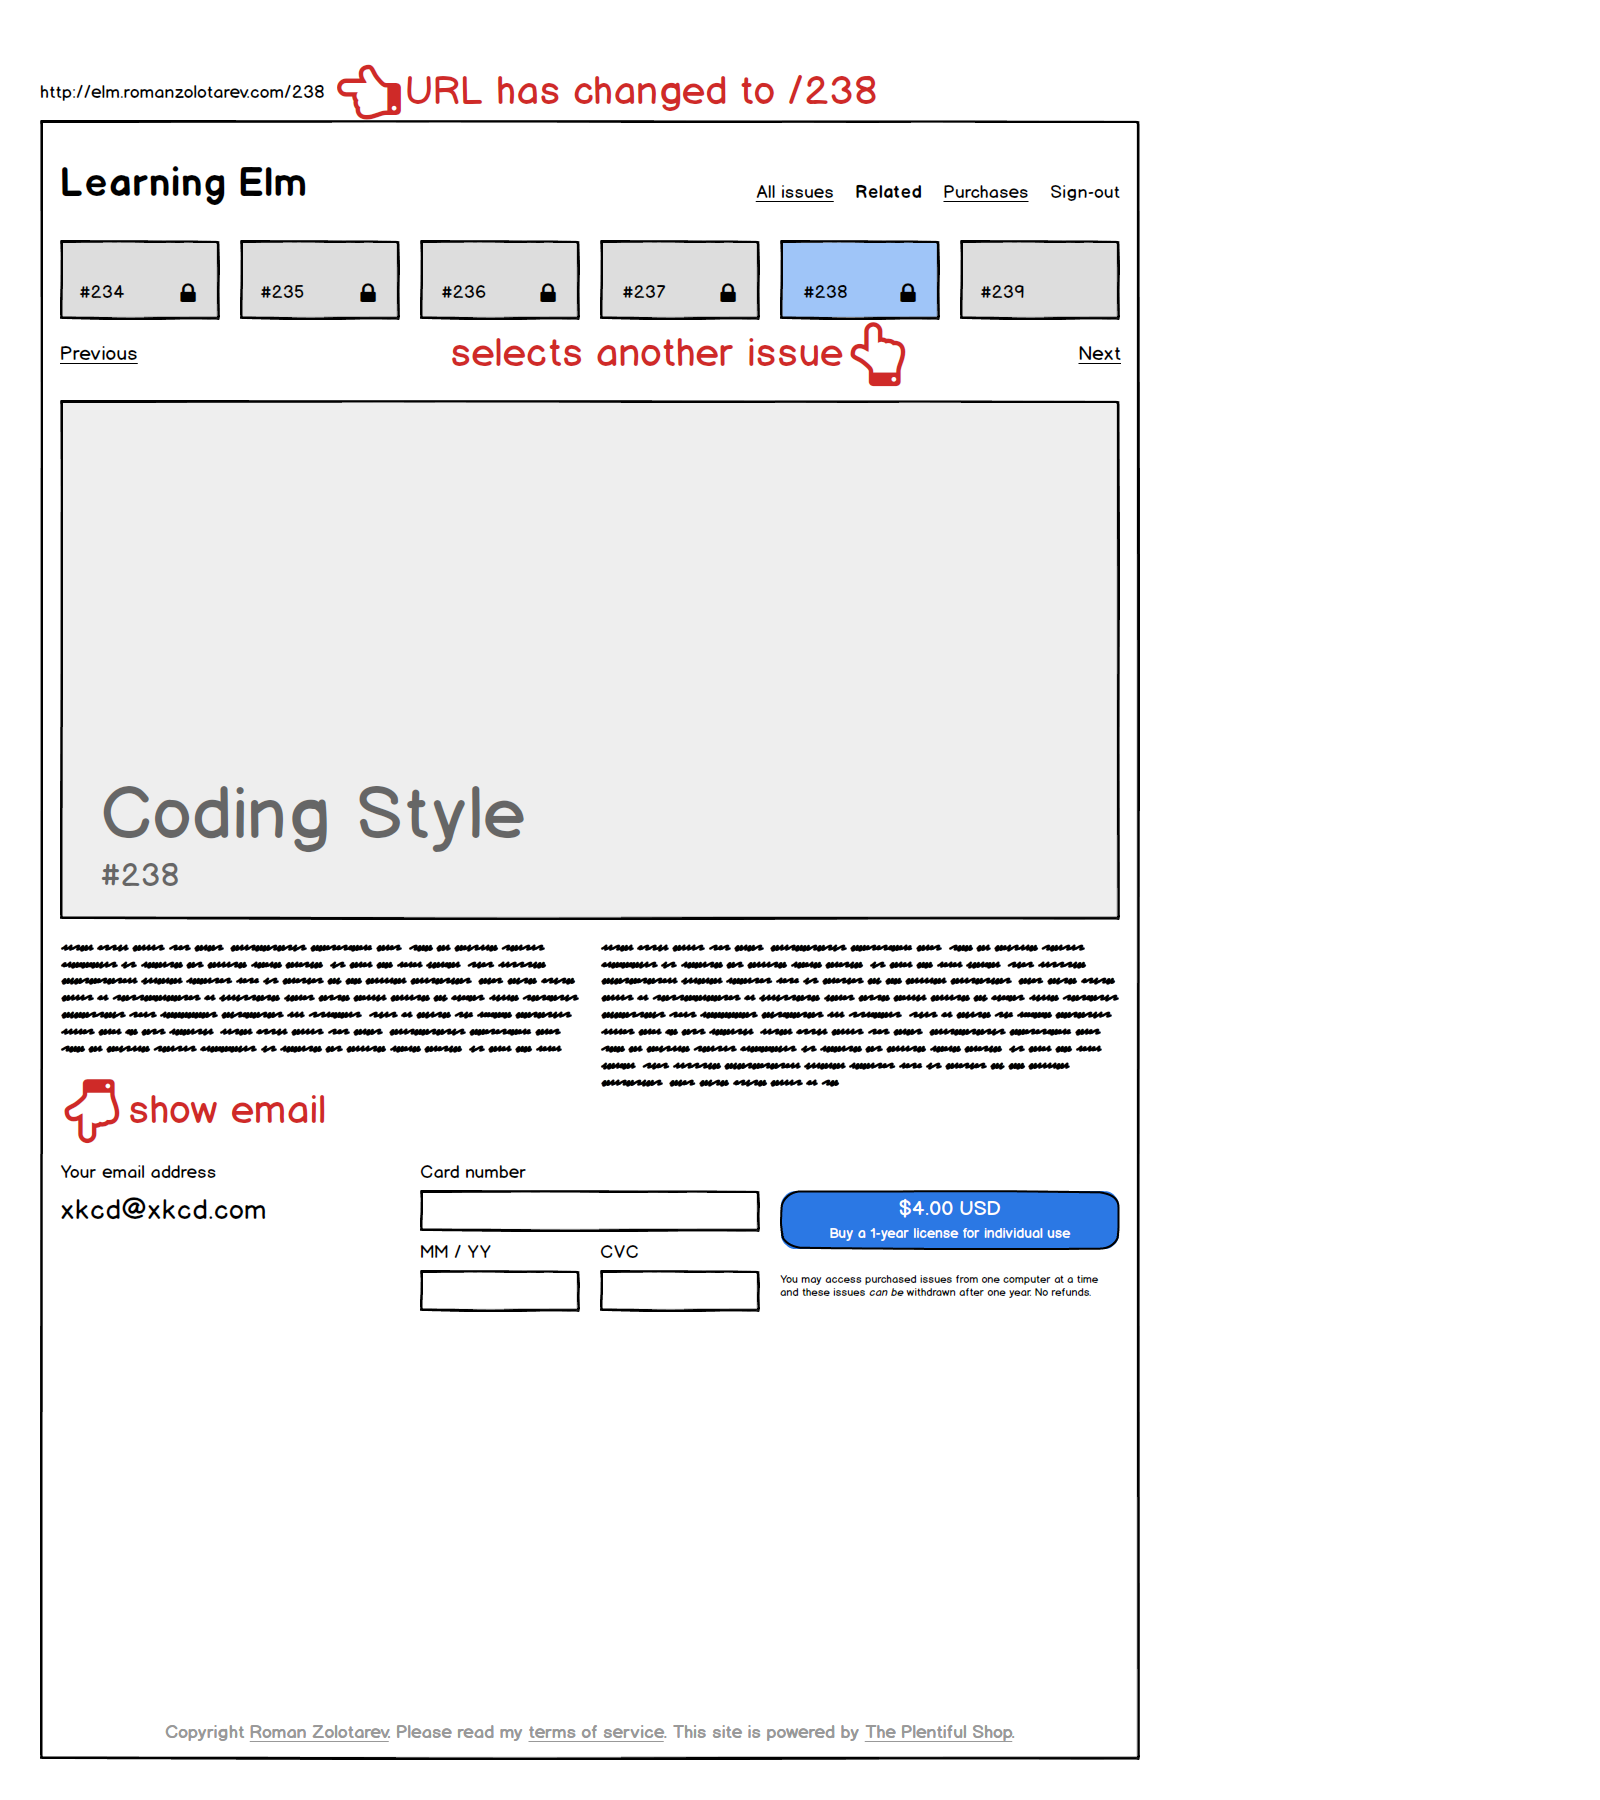 http://elm.romanzolotarev.com/238
URL has changed to /238
Learning Elm
All issues Related Purchases Sign-out
#234 #235 #236 #237 #238 #239
Previous
selects another issue
Next
Coding Style
#238
show email
Your email address
xkcd@xkcd.com
Card number
MM / YY
CVC
$4.00 USD
Buy a 1-year license for individual use
You may access purchased issues from one computer at a time
and these issues can be withdrawn after one year. No refunds.
Copyright Roman Zolotarev. Please read my terms of service. This site is powered by The Plentiful Shop.